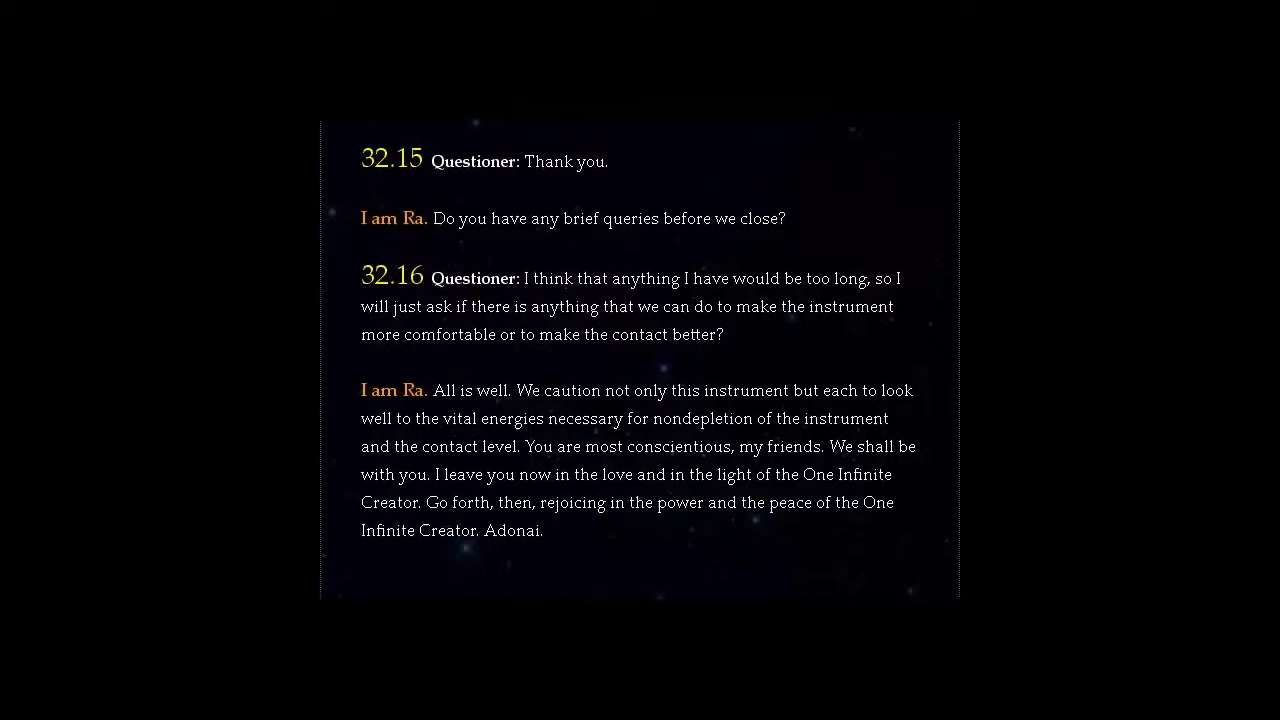 32.15 Questioner: Thank you.
I am Ra. Do you have any brief queries before we close?
32.16 Questioner: I think that anything I have would be too long, so I
will just ask if there is anything that we can do to make the instrument
more comfortable or to make the contact better?
I am Ra. All is well. We caution not only this instrument but each to look
well to the vital energies necessary for nondepletion of the instrument
and the contact level. You are most conscientious, my friends. We shall be
with you. I leave you now in the love and in the light of the One Infinite
Creator. Go forth, then, rejoicing in the power and the peace of the One
Infinite Creator. Adonai.